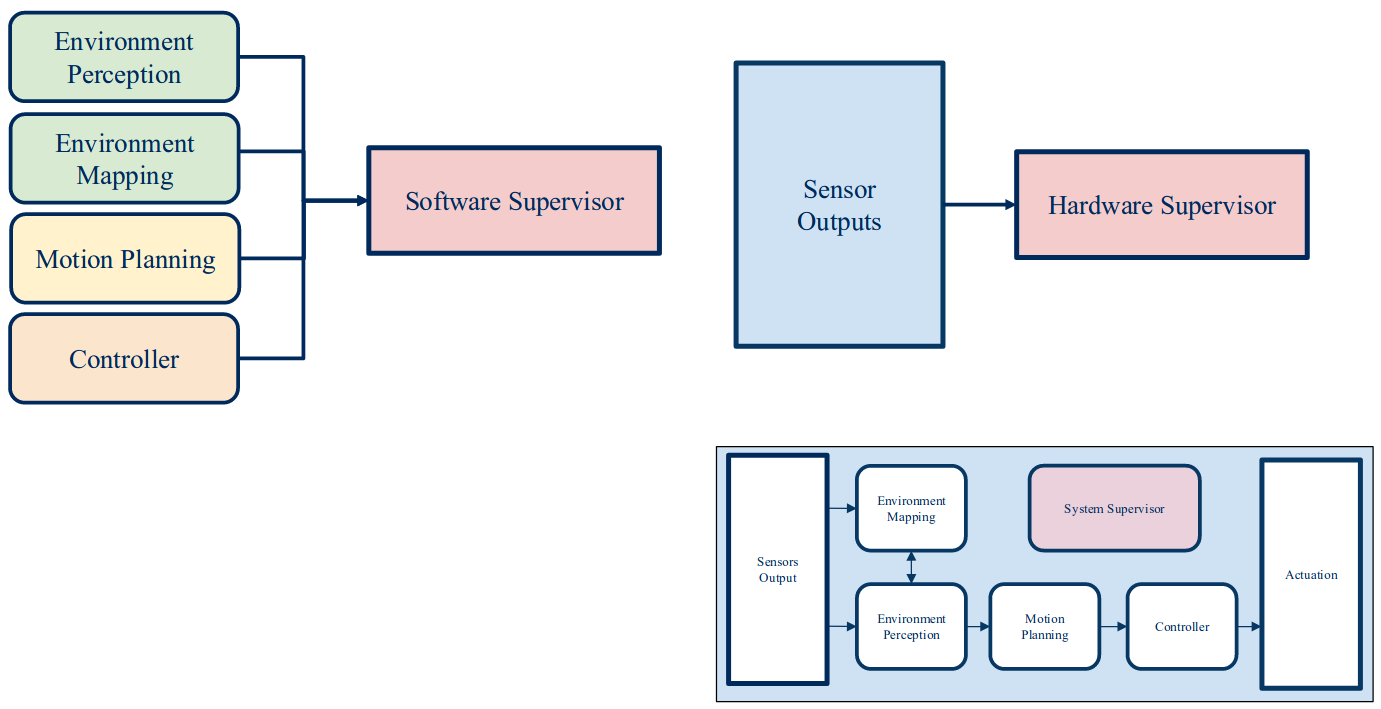 Environment
Perception
Environment
Mapping
Motion Planning
Controller
Software Supervisor
Sensor
Outputs
Hardware Supervisor
Sensors
Output
Environment
Mapping
System Supervisor
Environment
Perception
Motion
Planning
Controller
Actuation